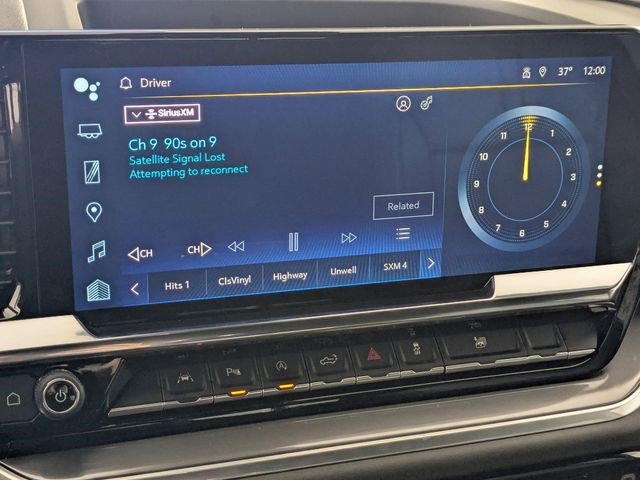 Driver
37° 12:00
SiriusXM
Ch 9 90s on 9
Satellite Signal Lost
Attempting to reconnect
Related
CH CH
Hits 1 ClsVinyl Highway Unwell SXM 4
12
1
2
3
4
5
6
7
8
9
10
11